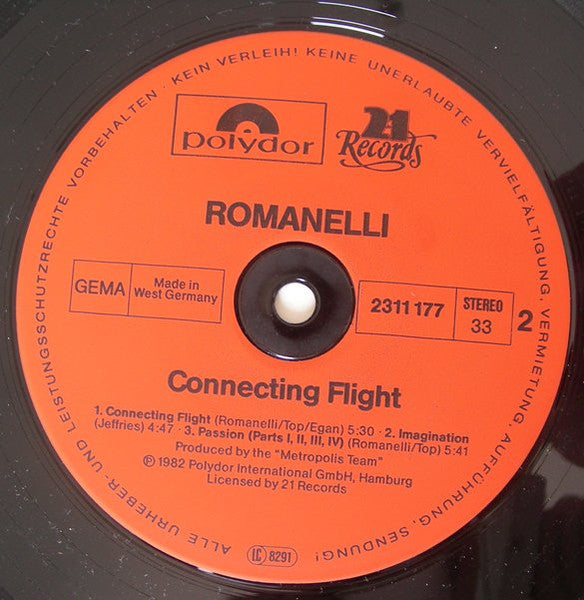 ALLE URHEBER- UND LEISTUNGSSCHUTZRECHTE VORBEHALTEN · KEIN VERLEIH! KEINE UNERLAUBTE VERVIELFÄLTIGUNG, VERMIETUNG, AUFFÜHRUNG, SENDUNG!
polydor
21
Records
ROMANELLI
GEMA
Made in
West Germany
2311 177
STEREO
33
2
Connecting Flight
1. Connecting Flight (Romanelli/Top/Egan) 5:30 · 2. Imagination
(Jeffries) 4:47 · 3. Passion (Parts I, II, III, IV) (Romanelli/Top) 5:41
Produced by the "Metropolis Team"
℗ 1982 Polydor International GmbH, Hamburg
Licensed by 21 Records
LC 8291